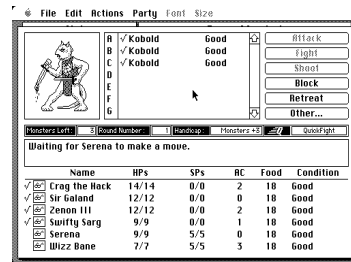 File Edit Actions Party Font Size
A ✓Kobold Good
B ✓Kobold Good
C ✓Kobold Good
D
E
F
G
Attack
Fight
Shoot
Block
Retreat
Other...
Monsters Left: 3 Round Number: 1 Handicap: Monsters +3 QuickFight
Waiting for Serena to make a move.
Name HPs SPs AC Food Condition
✓ Crag the Hack 14/14 0/0 2 18 Good
✓ Sir Galand 12/12 0/0 0 18 Good
✓ Zenon III 12/12 0/0 2 18 Good
✓ Swifty Sarg 9/9 0/0 1 18 Good
Serena 9/9 5/5 0 18 Good
Wizz Bane 7/7 5/5 3 18 Good